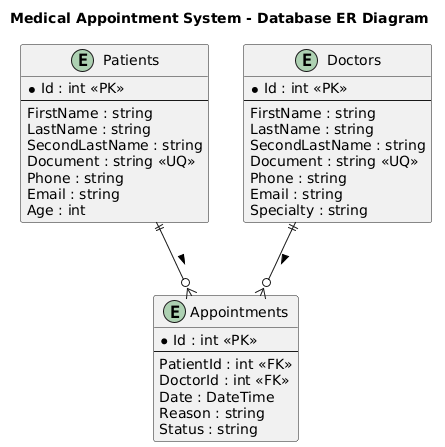 Medical Appointment System - Database ER Diagram
E Patients
* Id : int «PK»
FirstName : string
LastName : string
SecondLastName : string
Document : string «UQ»
Phone : string
Email : string
Age : int
E Doctors
* Id : int «PK»
FirstName : string
LastName : string
SecondLastName : string
Document : string «UQ»
Phone : string
Email : string
Specialty : string
E Appointments
* Id : int «PK»
PatientId : int «FK»
DoctorId : int «FK»
Date : DateTime
Reason : string
Status : string